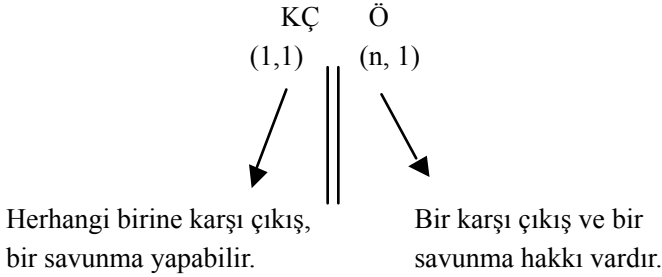 KÇ Ö
(1,1) (n, 1)
Herhangi birine karşı çıkış,
bir savunma yapabilir.
Bir karşı çıkış ve bir
savunma hakkı vardır.